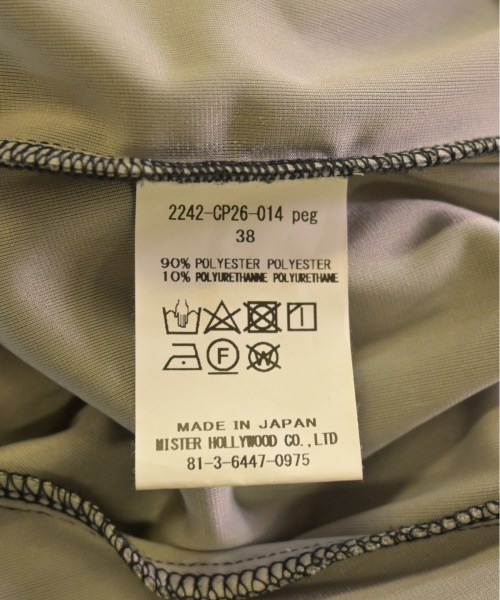 2242-CP26-014 peg
38
90% POLYESTER POLYESTER
10% POLYURETHANNE POLYURETHANE
F
W
MADE IN JAPAN
MISTER HOLLYWOOD CO.,LTD
81-3-6447-0975